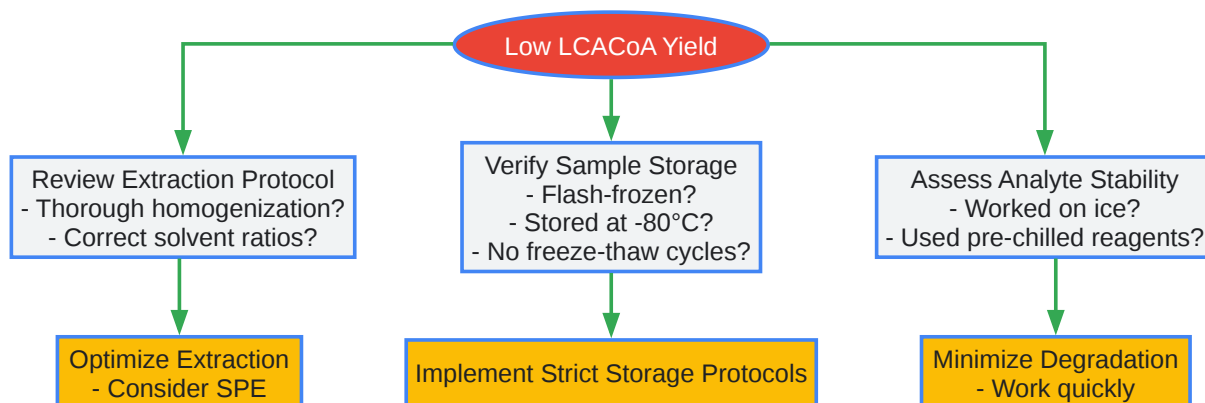 Low LCACoA Yield
Review Extraction Protocol
- Thorough homogenization?
- Correct solvent ratios?
Verify Sample Storage
- Flash-frozen?
- Stored at -80°C?
- No freeze-thaw cycles?
Assess Analyte Stability
- Worked on ice?
- Used pre-chilled reagents?
Optimize Extraction
- Consider SPE
Implement Strict Storage Protocols
Minimize Degradation
- Work quickly